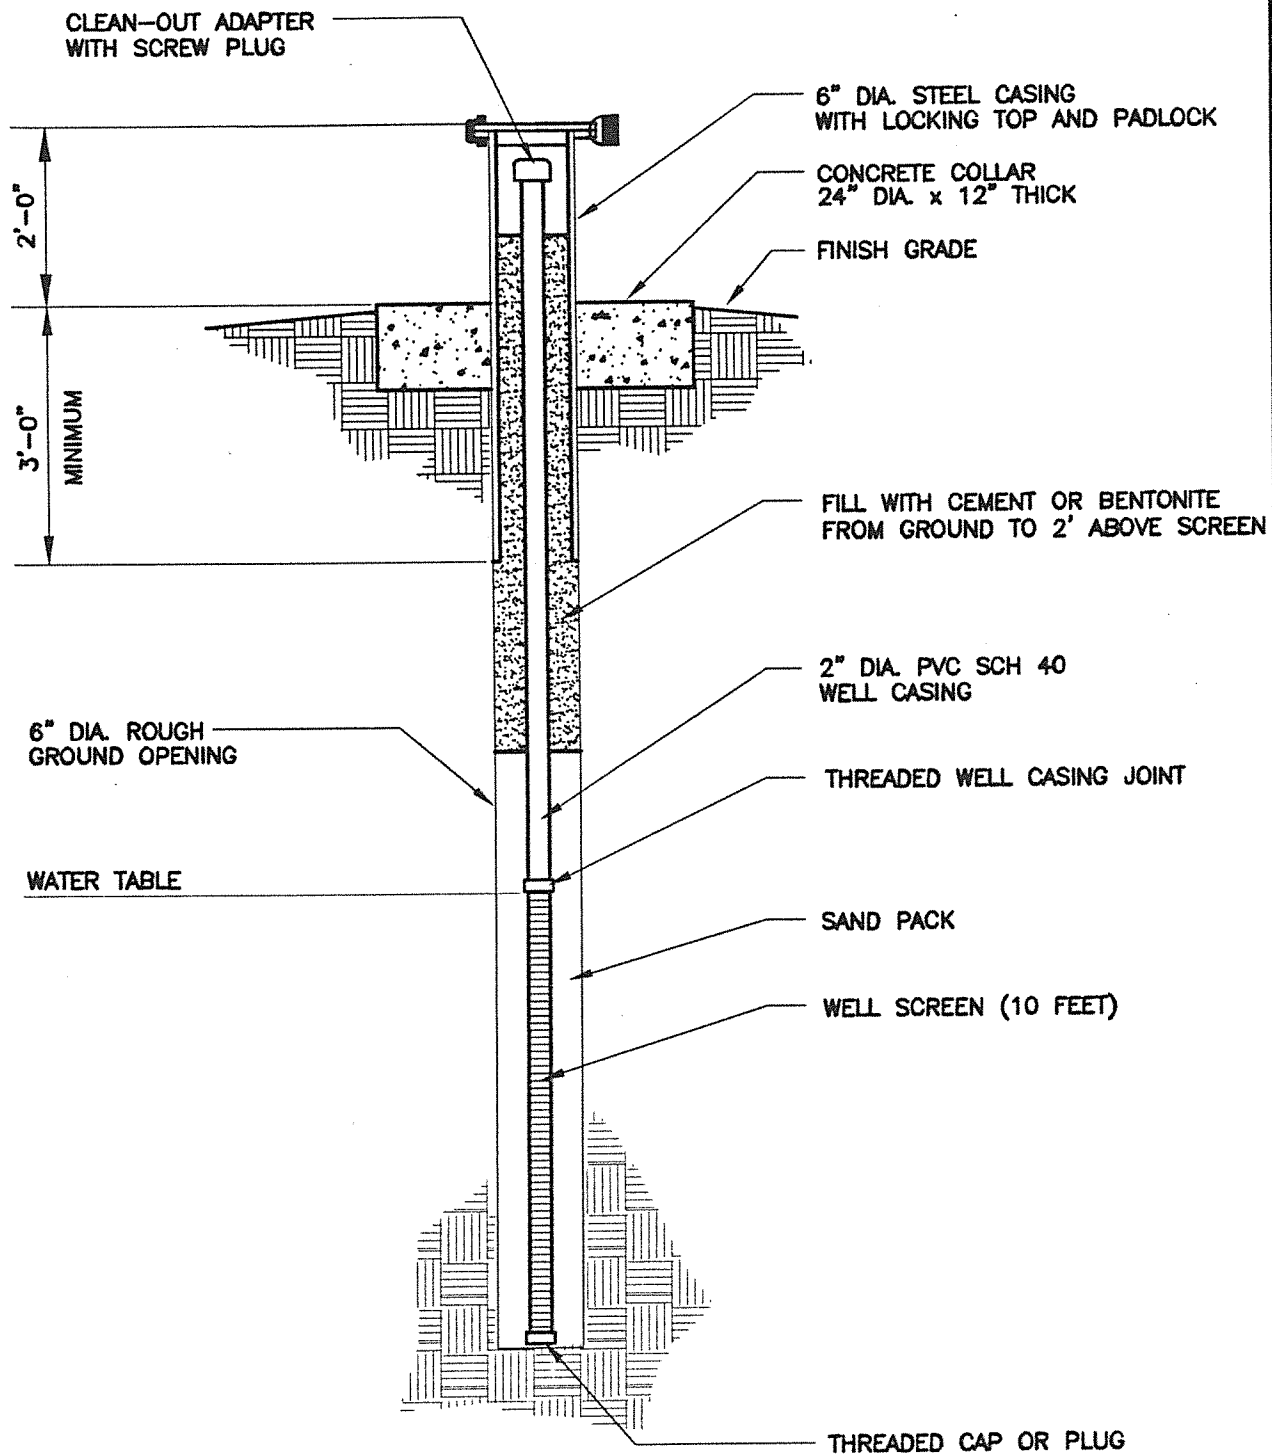 CLEAN-OUT ADAPTER
WITH SCREW PLUG
6" DIA. STEEL CASING
WITH LOCKING TOP AND PADLOCK
CONCRETE COLLAR
24" DIA. x 12" THICK
FINISH GRADE
2'-0"
3'-0"
MINIMUM
FILL WITH CEMENT OR BENTONITE
FROM GROUND TO 2' ABOVE SCREEN
2" DIA. PVC SCH 40
WELL CASING
6" DIA. ROUGH
GROUND OPENING
THREADED WELL CASING JOINT
WATER TABLE
SAND PACK
WELL SCREEN (10 FEET)
THREADED CAP OR PLUG